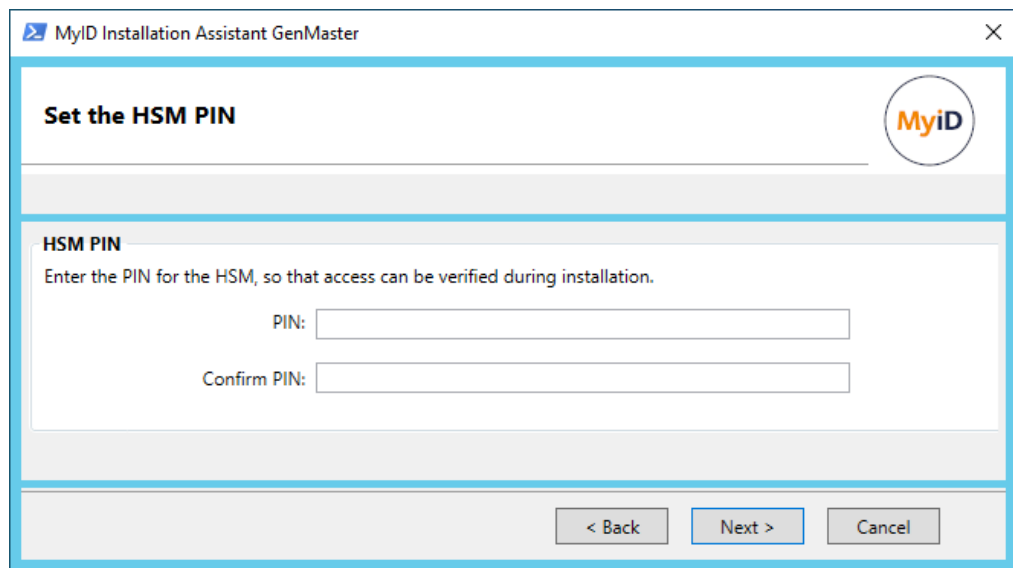 MyID Installation Assistant GenMaster
Set the HSM PIN
MyiD
HSM PIN
Enter the PIN for the HSM, so that access can be verified during installation.
PIN:
Confirm PIN:
< Back Next > Cancel